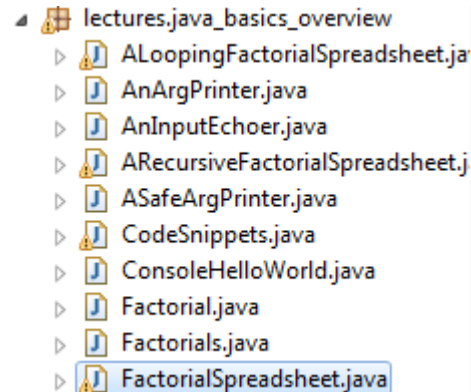 lectures.java_basics_overview
ALoopingFactorialSpreadsheet.ja
AnArgPrinter.java
AnInputEchoer.java
ARecursiveFactorialSpreadsheet.j
ASafeArgPrinter.java
CodeSnippets.java
ConsoleHelloWorld.java
Factorial.java
Factorials.java
FactorialSpreadsheet.java